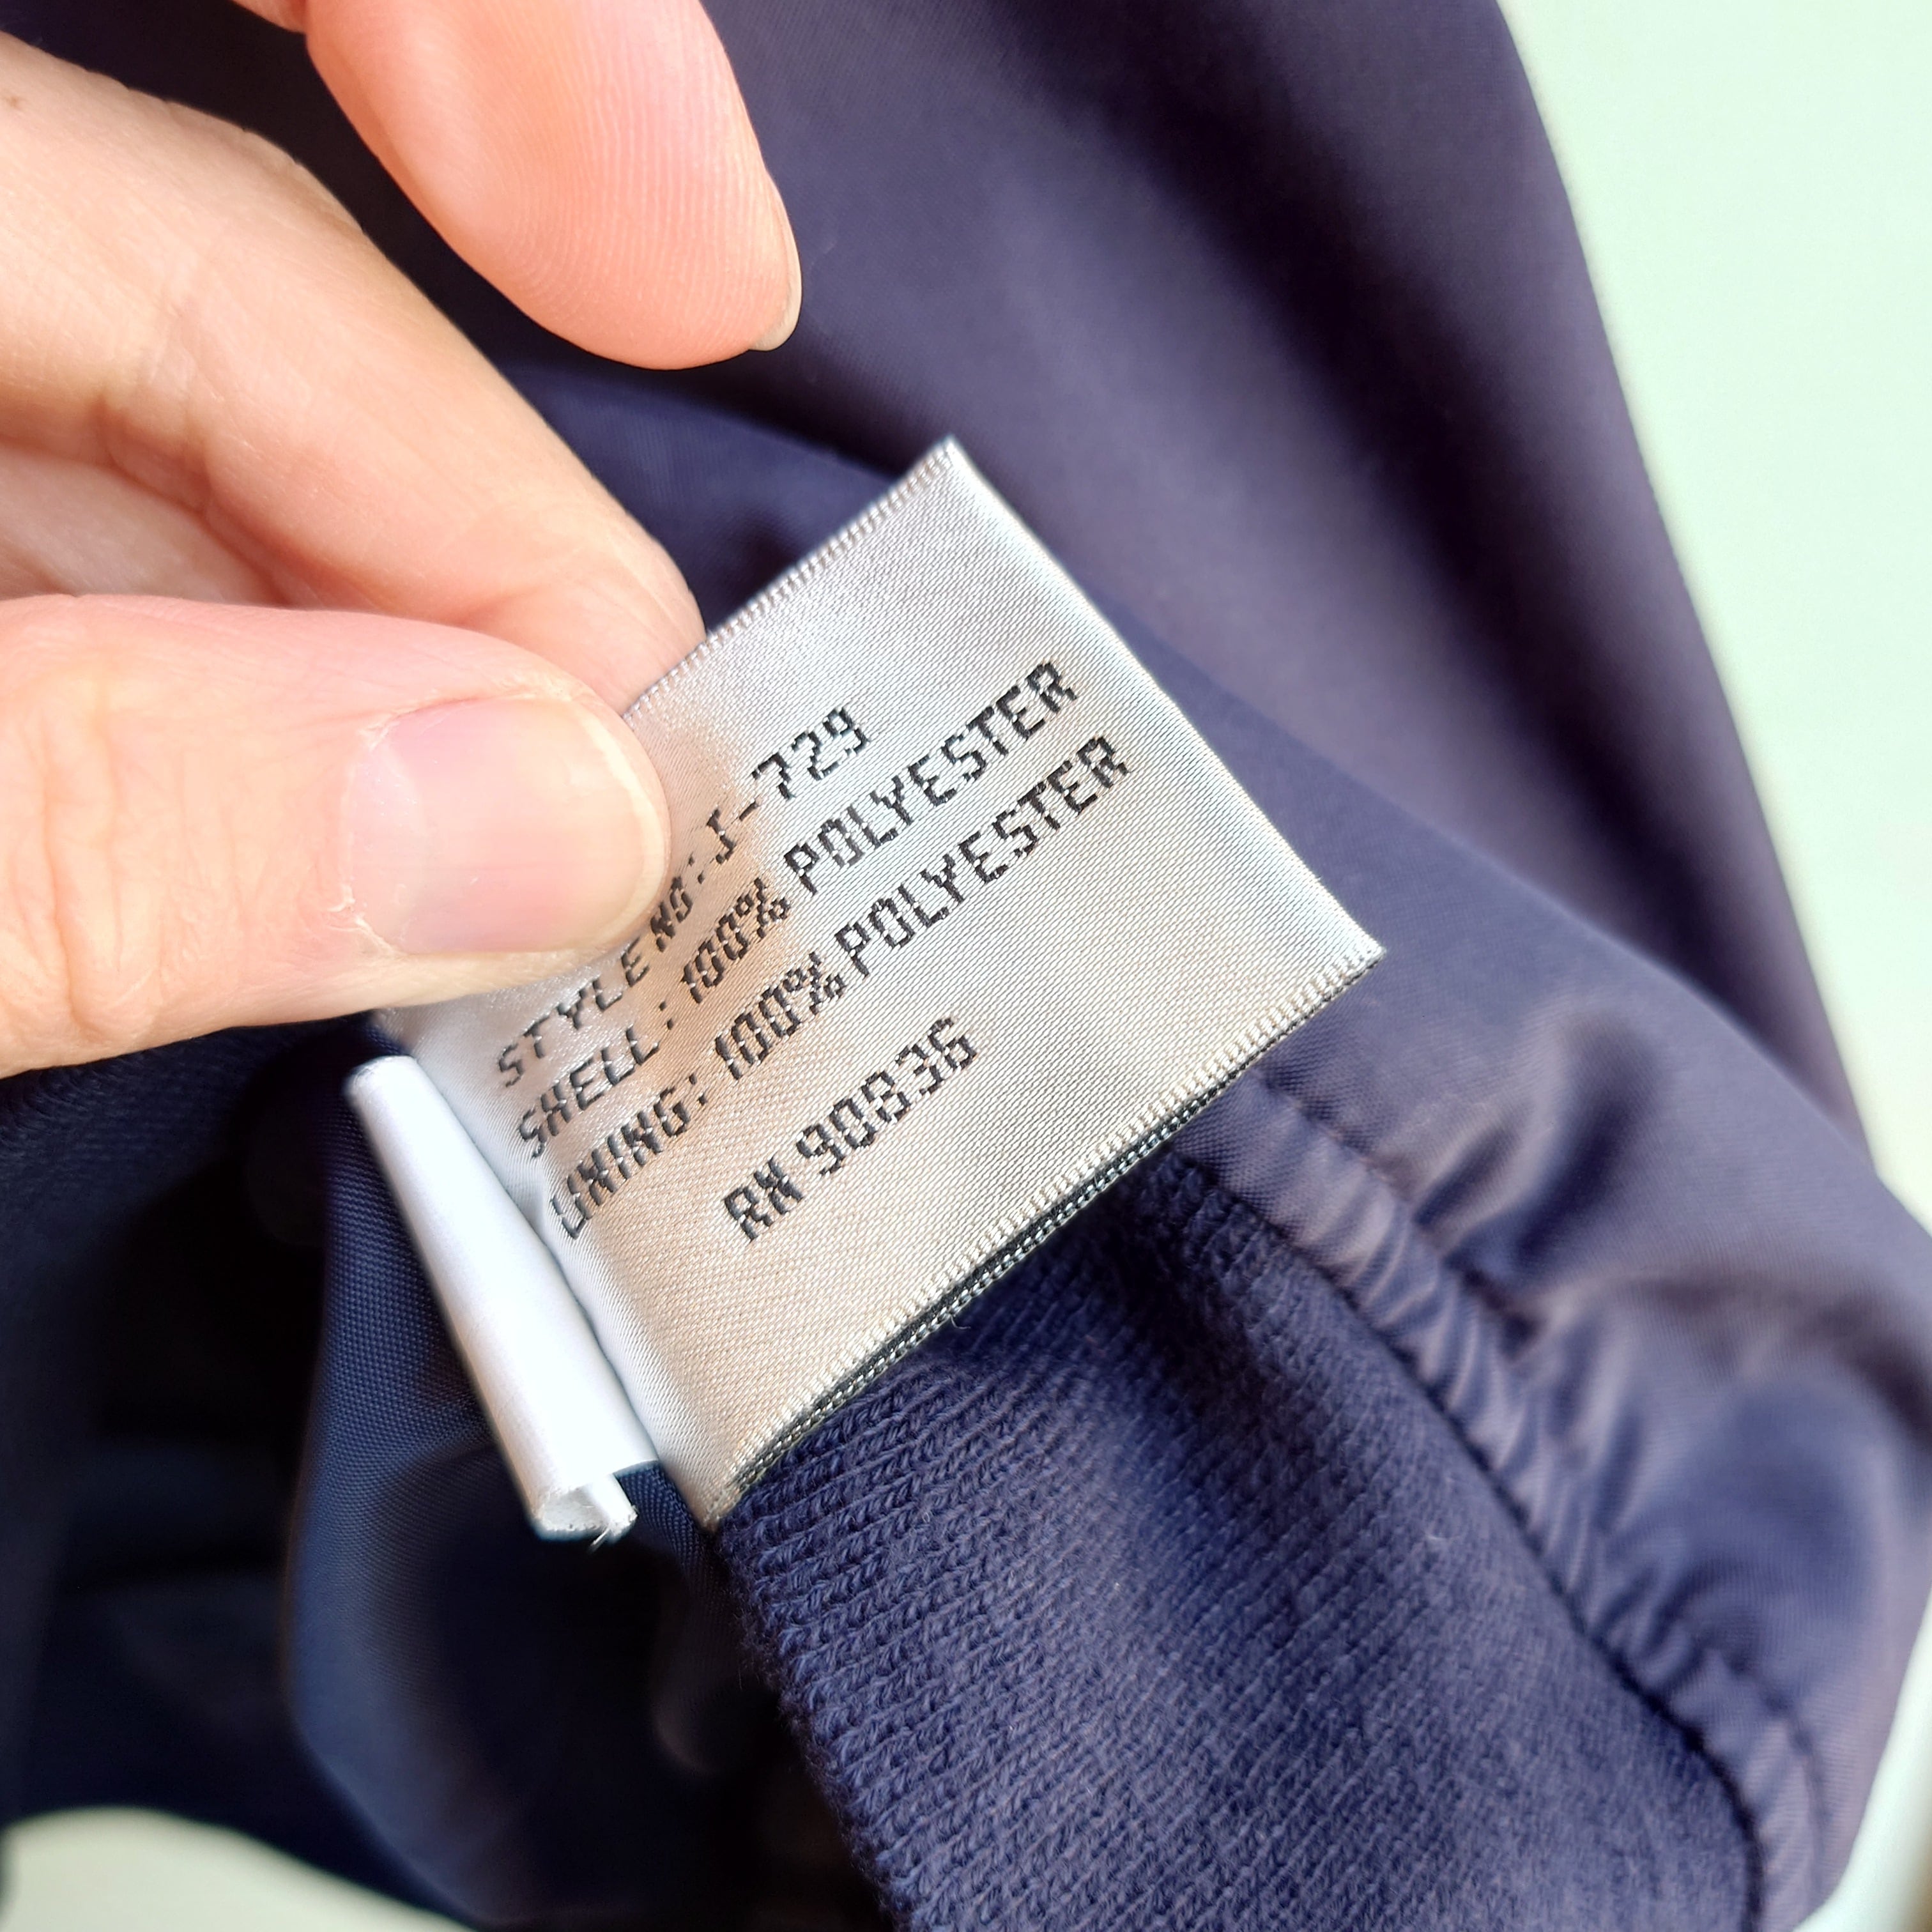 STYLE NO: J-729
SHELL: 100% POLYESTER
LINING: 100% POLYESTER
RN 90836